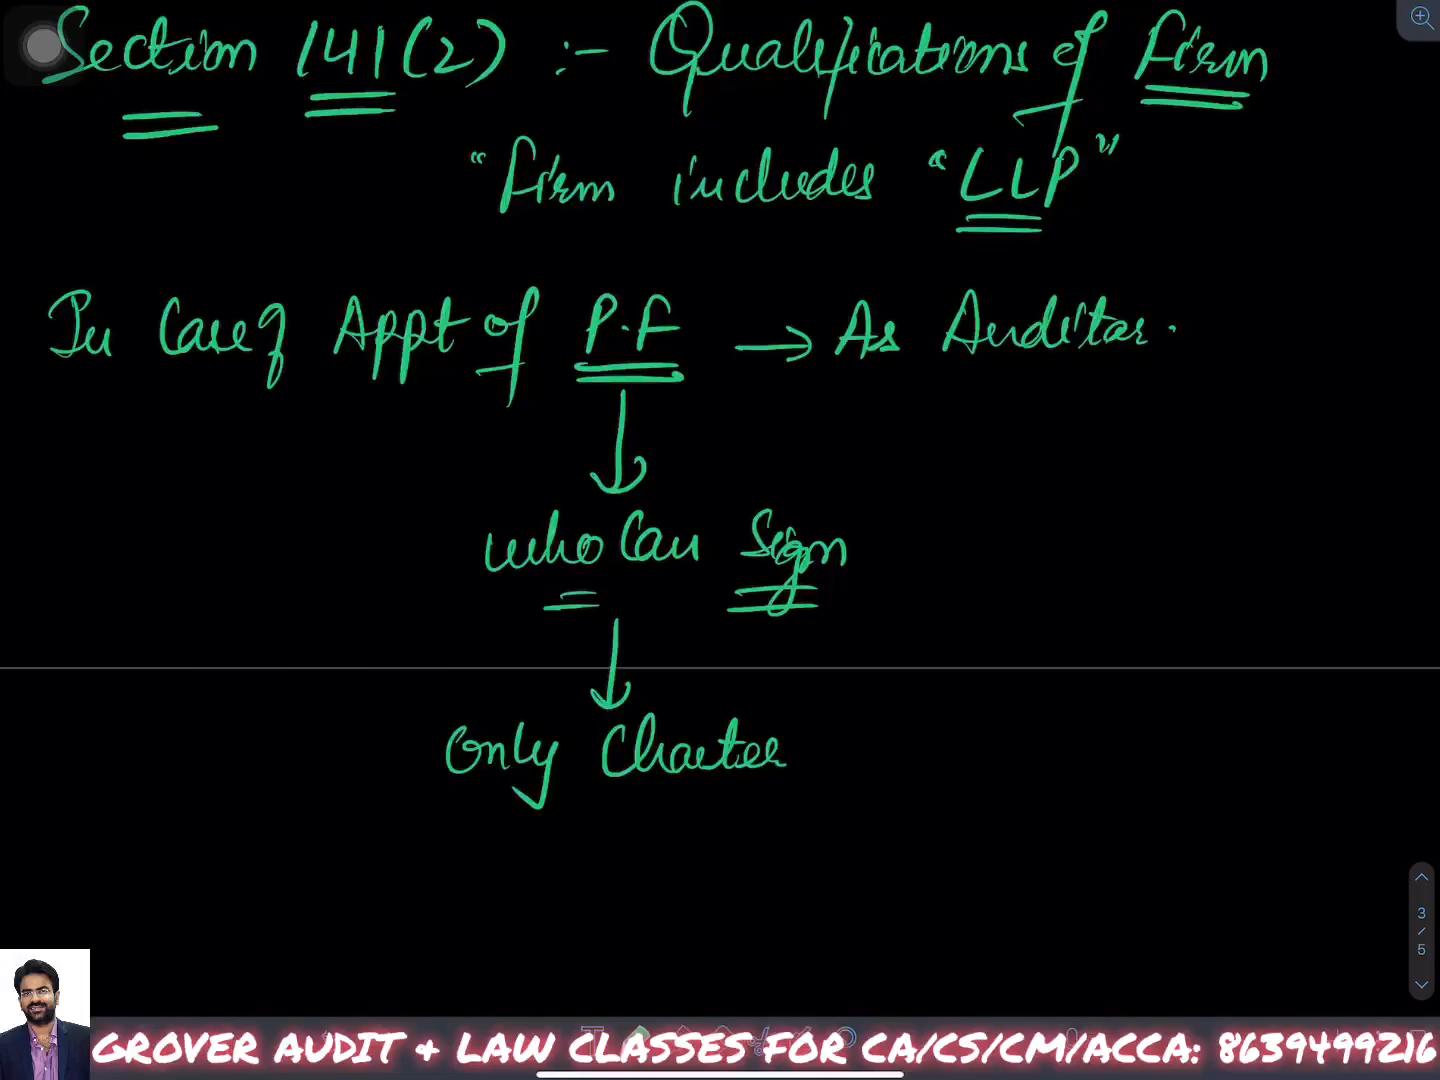 Section 141(2) :- Qualifications of Firm
"Firm includes "LLP"
In Case of Appt of P.F → As Auditor.
who Can Sign
Only Charter
3
/
5
GROVER AUDIT + LAW CLASSES FOR CA/CS/CM/ACCA: 8639499216